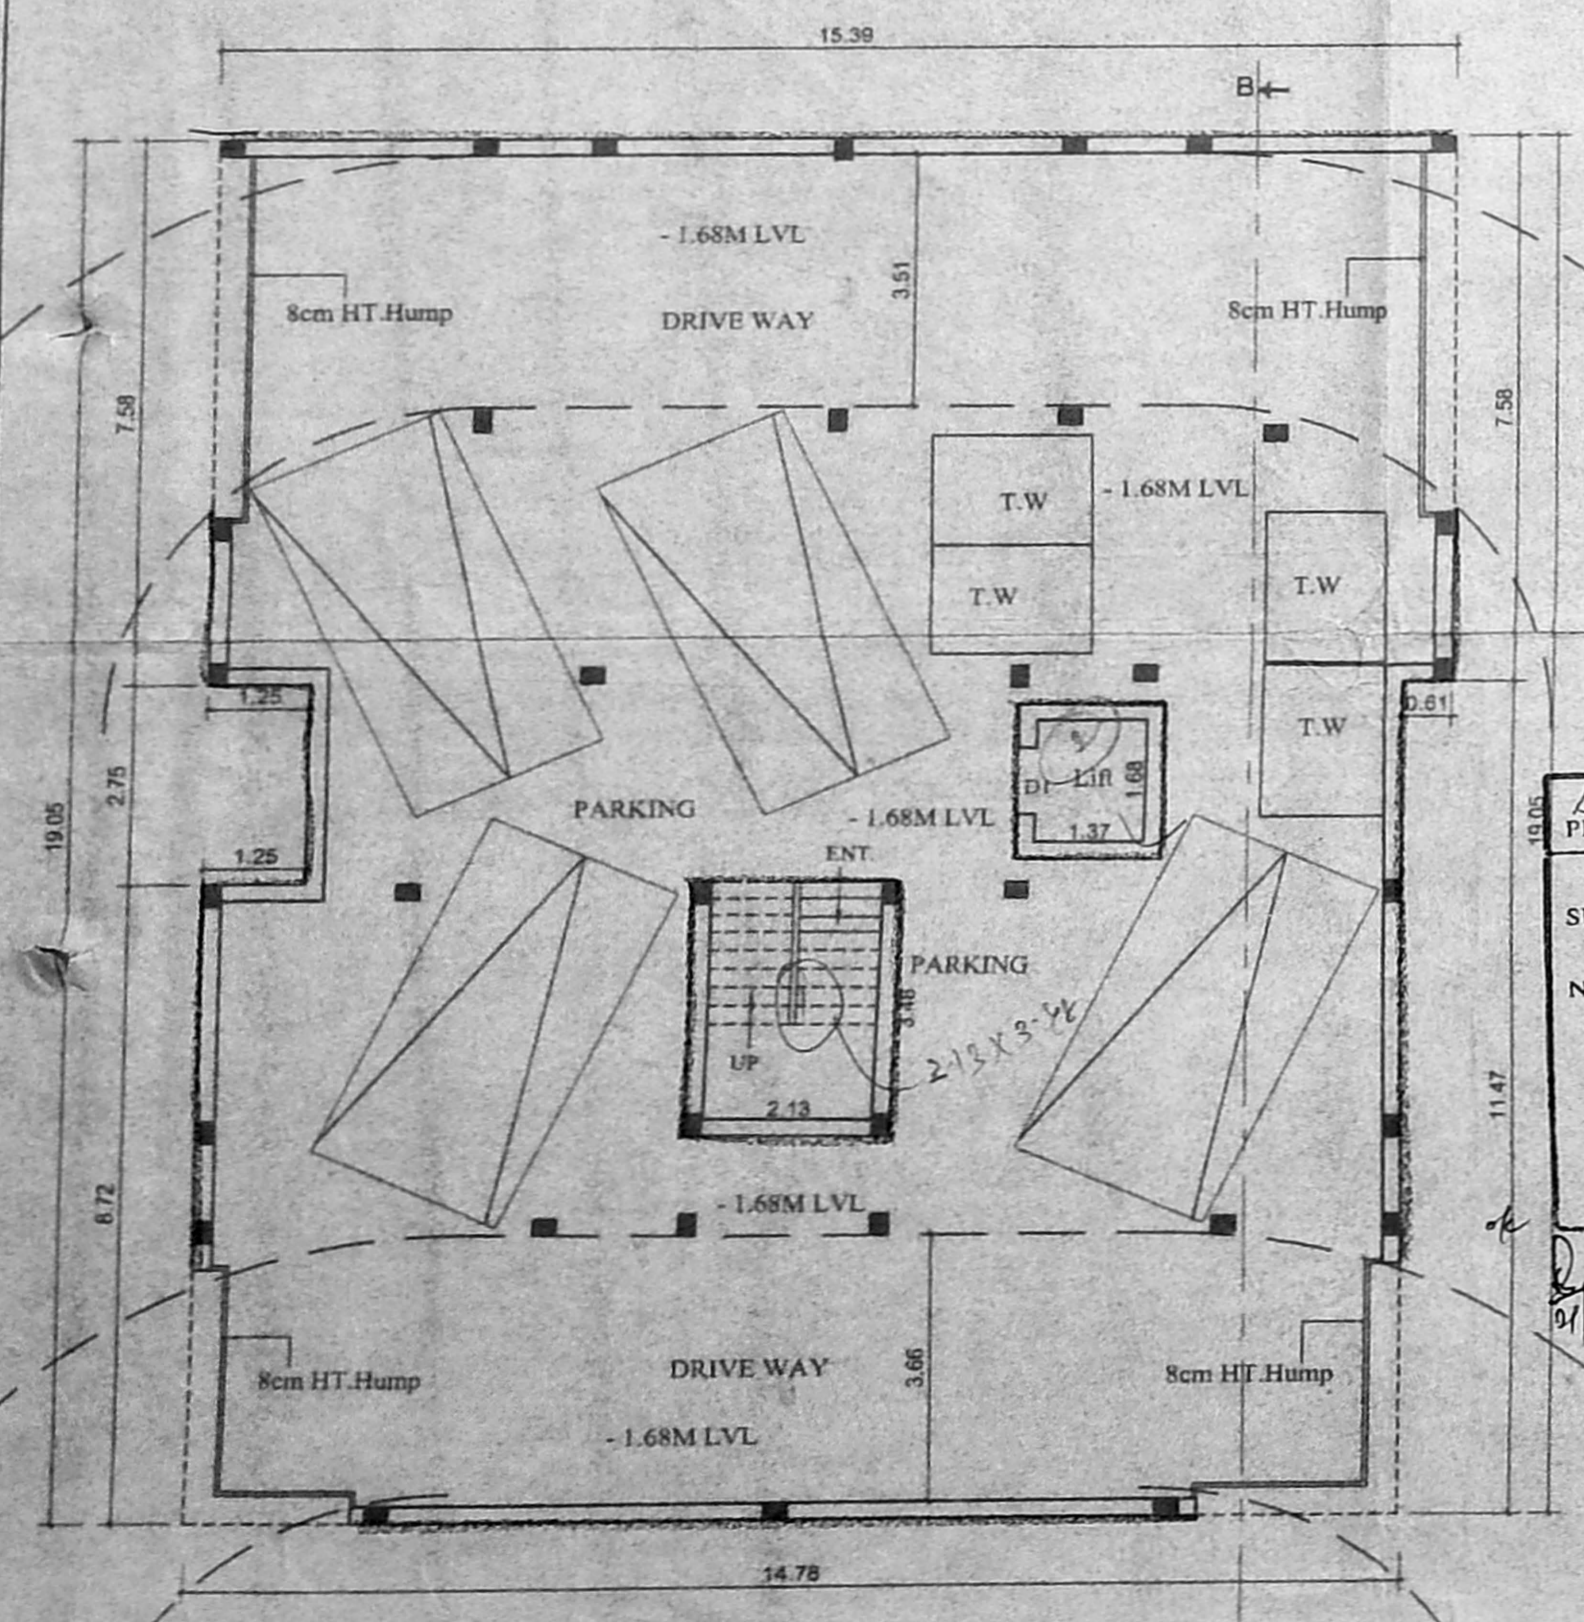 15.39
B
- 1.68M LVL
3.51
8cm HT.Hump
DRIVE WAY
8cm HT.Hump
7.58
7.58
T.W
- 1.68M LVL
T.W
T.W
1.25
0.61
T.W
2.75
19.05
Lift
1.68
PARKING
- 1.68M LVL
1.37
19.05
1.25
ENT.
PARKING
3.48
2.13 X 3.48
UP
2.13
11.47
8.72
- 1.68M LVL
DRIVE WAY
3.66
8cm HT.Hump
8cm HT.Hump
- 1.68M LVL
14.78